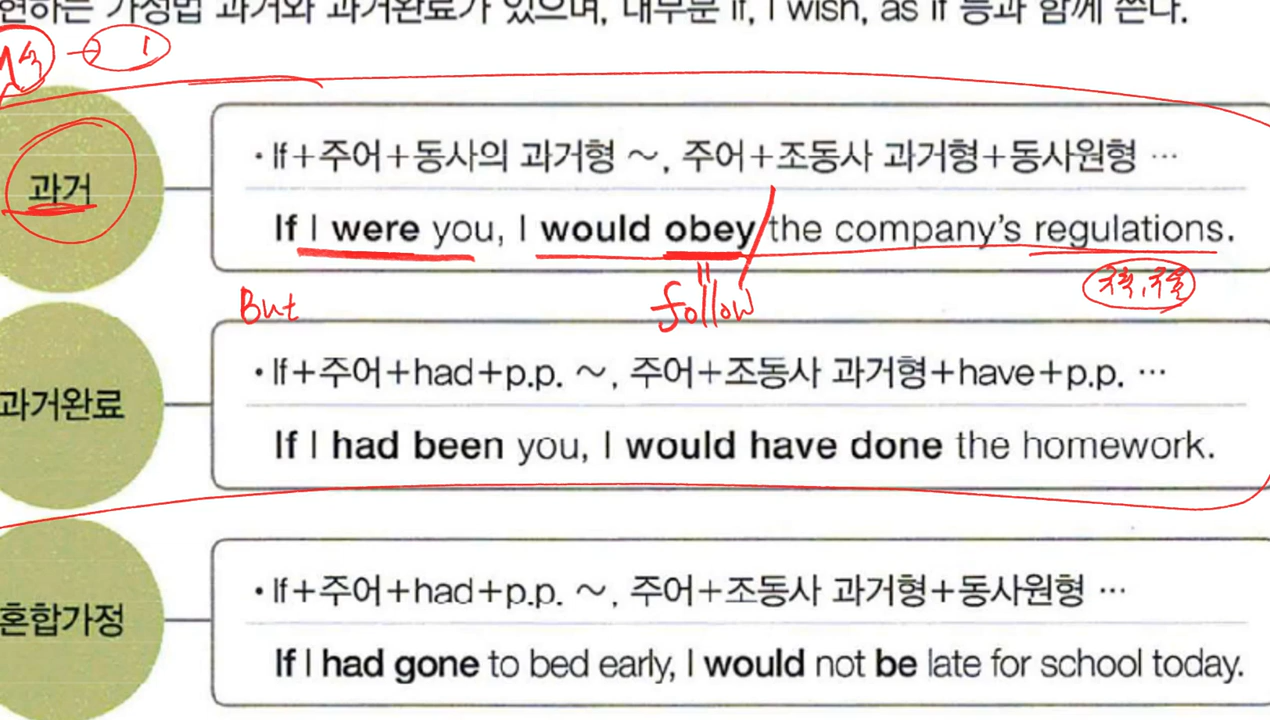 현하는 가정법 과거와 과거완료가 있으며, 대부분 if, I wish, as if 등과 함께 쓴다.
과거
• If+주어+동사의 과거형 ~, 주어+조동사 과거형+동사원형 …
If I were you, I would obey the company's regulations.
But
follow
과거완료
• If+주어+had+p.p. ~, 주어+조동사 과거형+have+p.p. …
If I had been you, I would have done the homework.
혼합가정
• If+주어+had+p.p. ~, 주어+조동사 과거형+동사원형 …
If I had gone to bed early, I would not be late for school today.